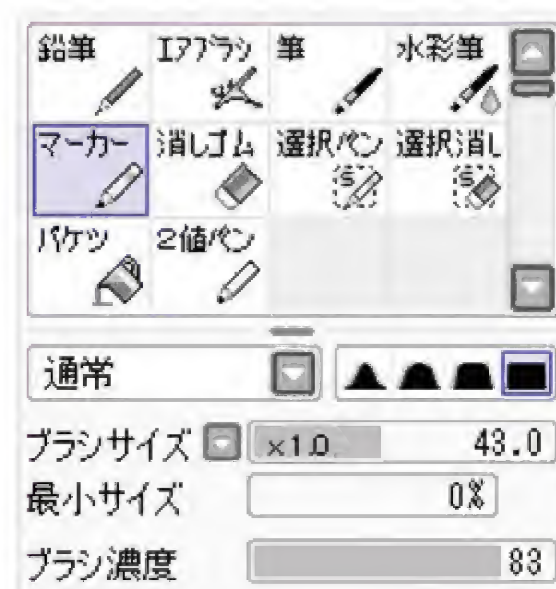 鉛筆 エアブラシ 筆 水彩筆
マーカー 消しゴム 選択ペン 選択消し
バケツ 2値ペン
通常
ブラシサイズ ×1.0 43.0
最小サイズ 0%
ブラシ濃度 83